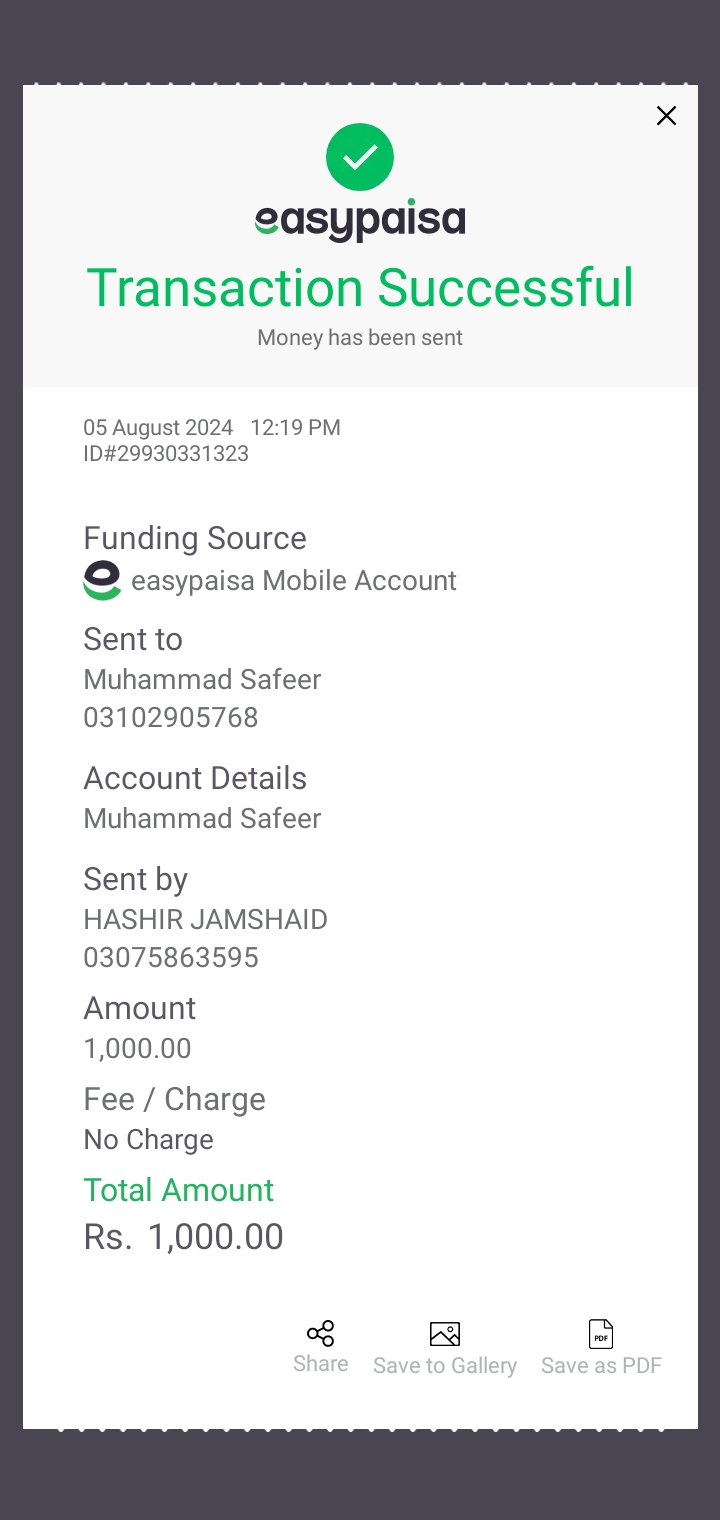 easypaisa
Transaction Successful
Money has been sent
05 August 2024 12:19 PM
ID#29930331323
Funding Source
easypaisa Mobile Account
Sent to
Muhammad Safeer
03102905768
Account Details
Muhammad Safeer
Sent by
HASHIR JAMSHAID
03075863595
Amount
1,000.00
Fee / Charge
No Charge
Total Amount
Rs. 1,000.00
PDF
Share Save to Gallery Save as PDF